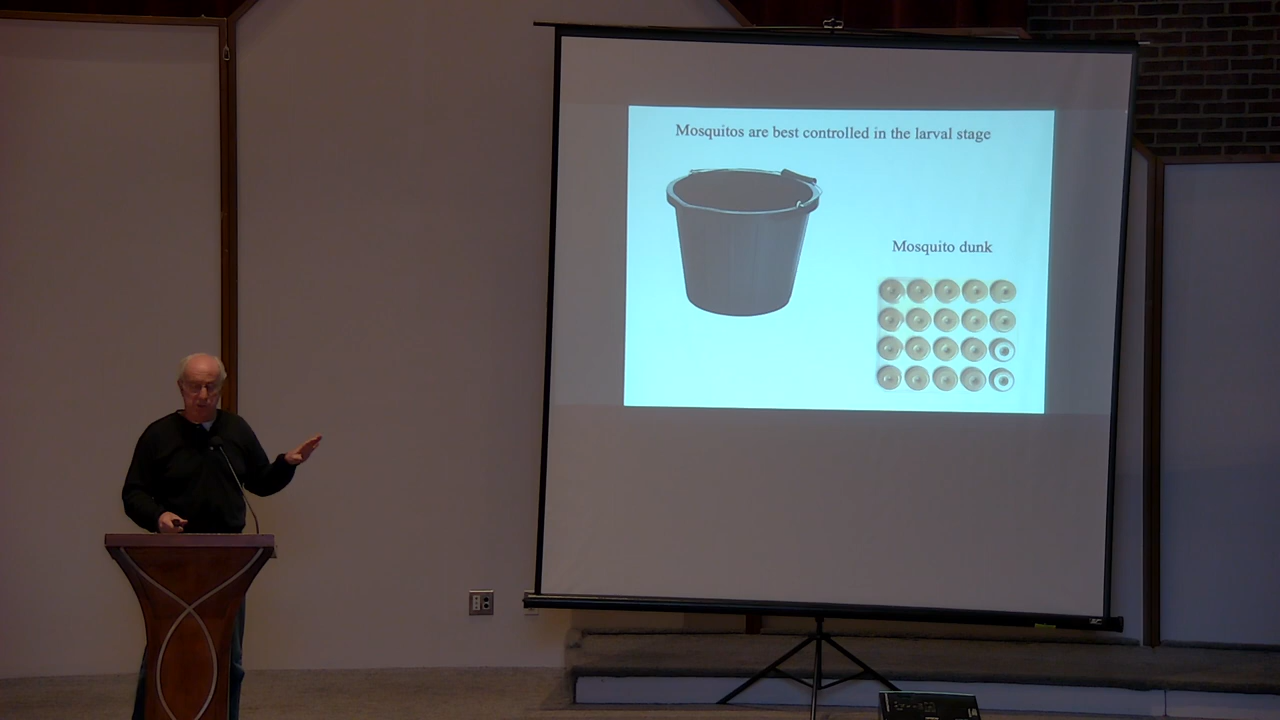 Mosquitos are best controlled in the larval stage
Mosquito dunk